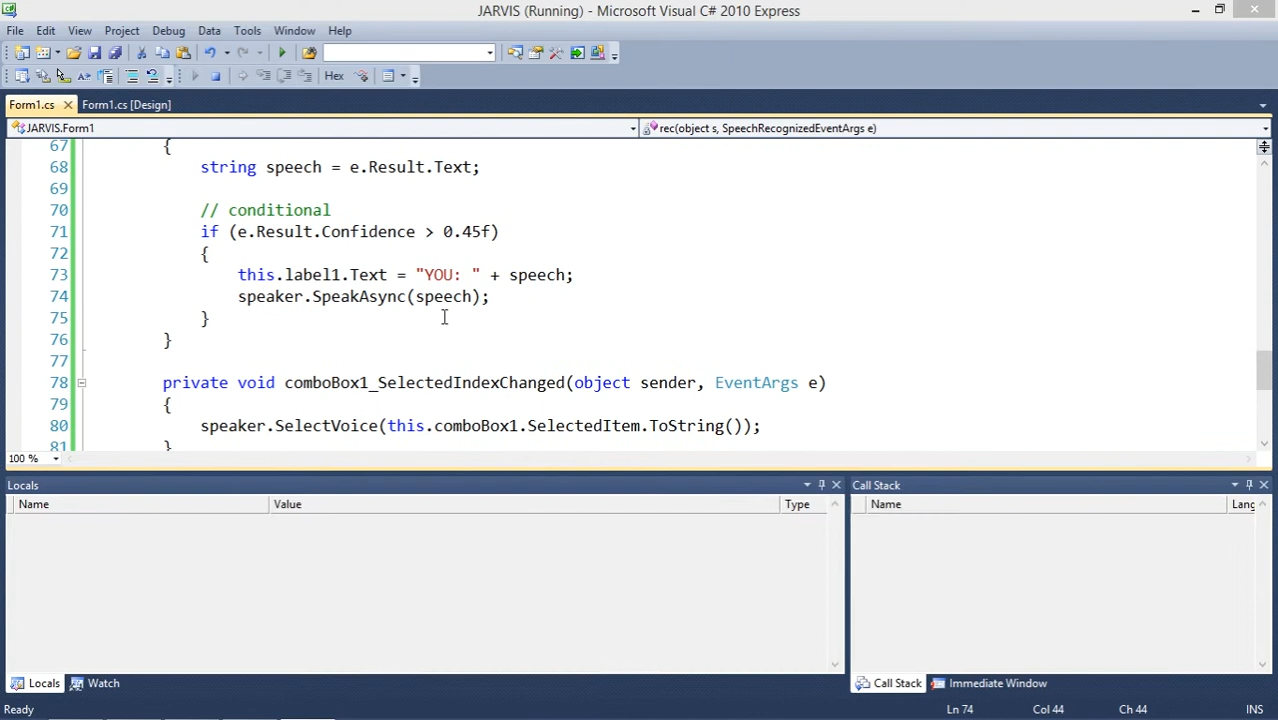 JARVIS (Running) - Microsoft Visual C# 2010 Express
File Edit View Project Debug Data Tools Window Help
Hex
Form1.cs Form1.cs [Design]
JARVIS.Form1 rec(object s, SpeechRecognizedEventArgs e)
67 {
68 string speech = e.Result.Text;
69
70 // conditional
71 if (e.Result.Confidence > 0.45f)
72 {
73 this.label1.Text = "YOU: " + speech;
74 speaker.SpeakAsync(speech);
75 }
76 }
77
78 private void comboBox1_SelectedIndexChanged(object sender, EventArgs e)
79 {
80 speaker.SelectVoice(this.comboBox1.SelectedItem.ToString());
81 }
100 %
Locals Call Stack
Name Value Type Name Lang
Locals Watch Call Stack Immediate Window
Ready Ln 74 Col 44 Ch 44 INS